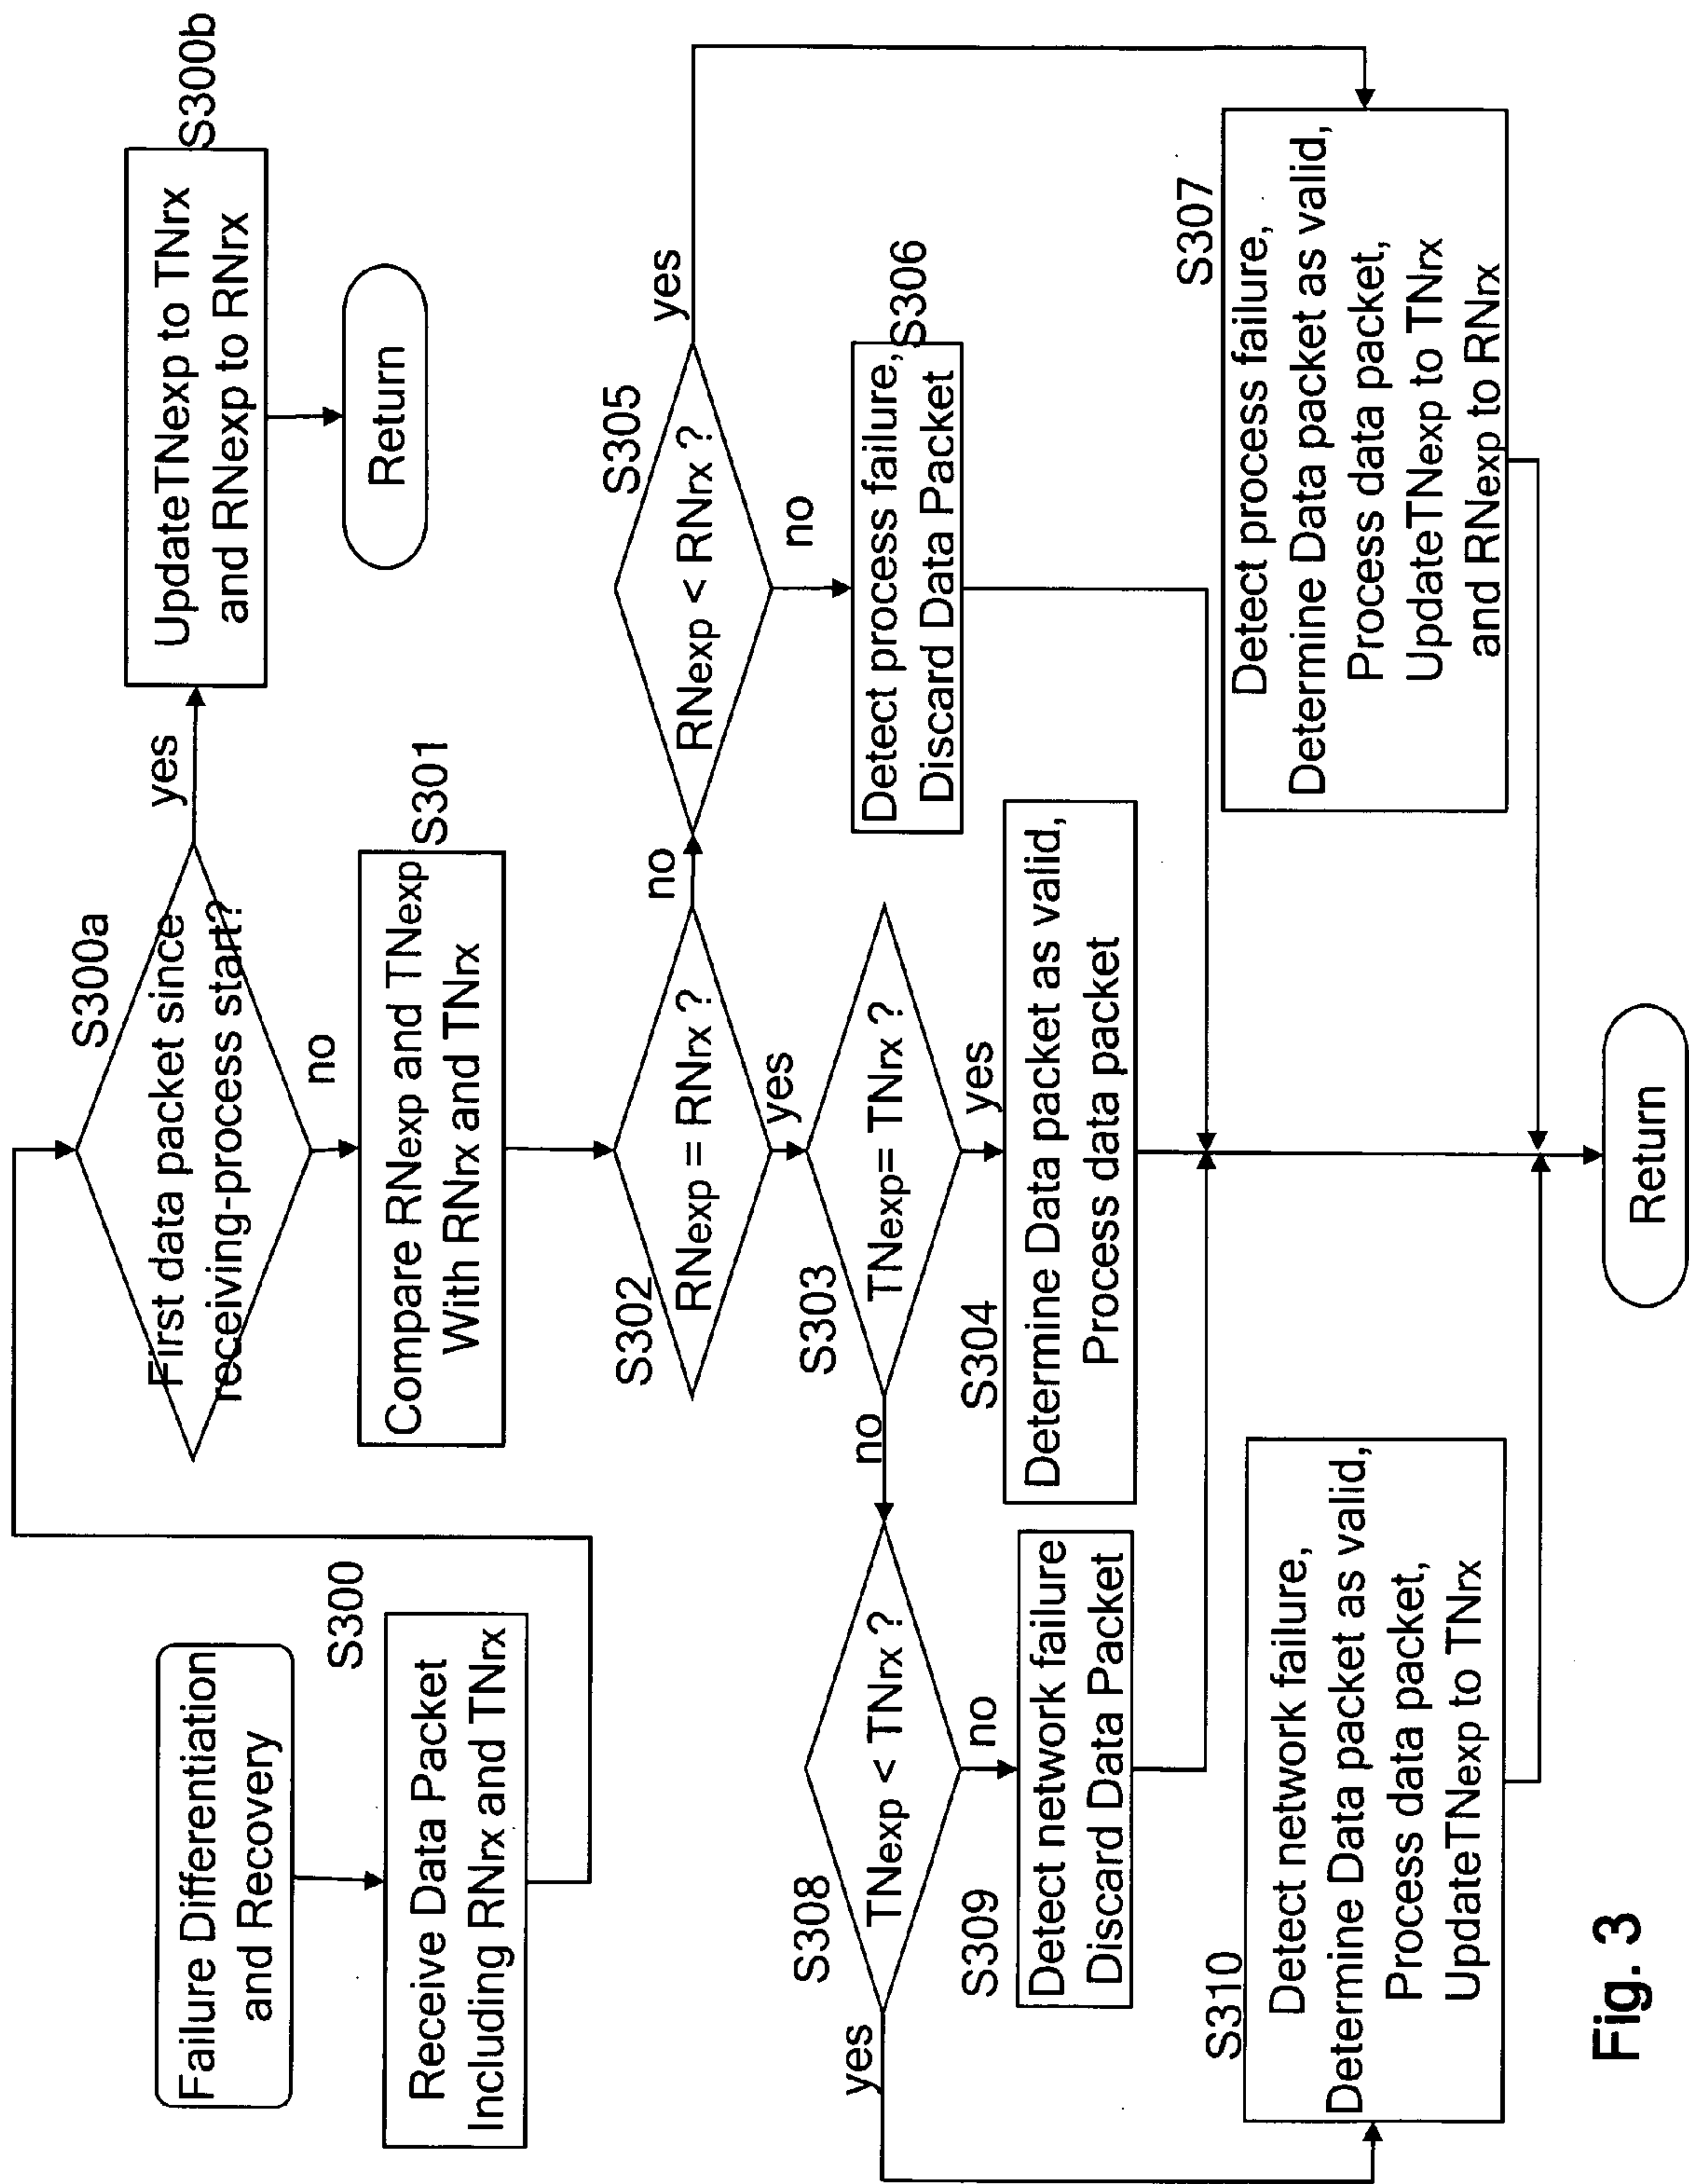 Failure Differentiation
and Recovery
S300
Receive Data Packet
Including RNrx and TNrx
S300a
First data packet since
receiving-process start?
yes
no
S300b
UpdateTNexp to TNrx
and RNexp to RNrx
Return
S301
Compare RNexp and TNexp
With RNrx and TNrx
S302
RNexp = RNrx ?
no
yes
S305
RNexp < RNrx ?
yes
no
S303
TNexp= TNrx ?
no
yes
S306
Detect process failure,
Discard Data Packet
S304
Determine Data packet as valid,
Process data packet
S308
TNexp < TNrx ?
yes
no
S309
Detect network failure
Discard Data Packet
S307
Detect process failure,
Determine Data packet as valid,
Process data packet,
UpdateTNexp to TNrx
and RNexp to RNrx
S310
Detect network failure,
Determine Data packet as valid,
Process data packet,
UpdateTNexp to TNrx
Return
Fig. 3